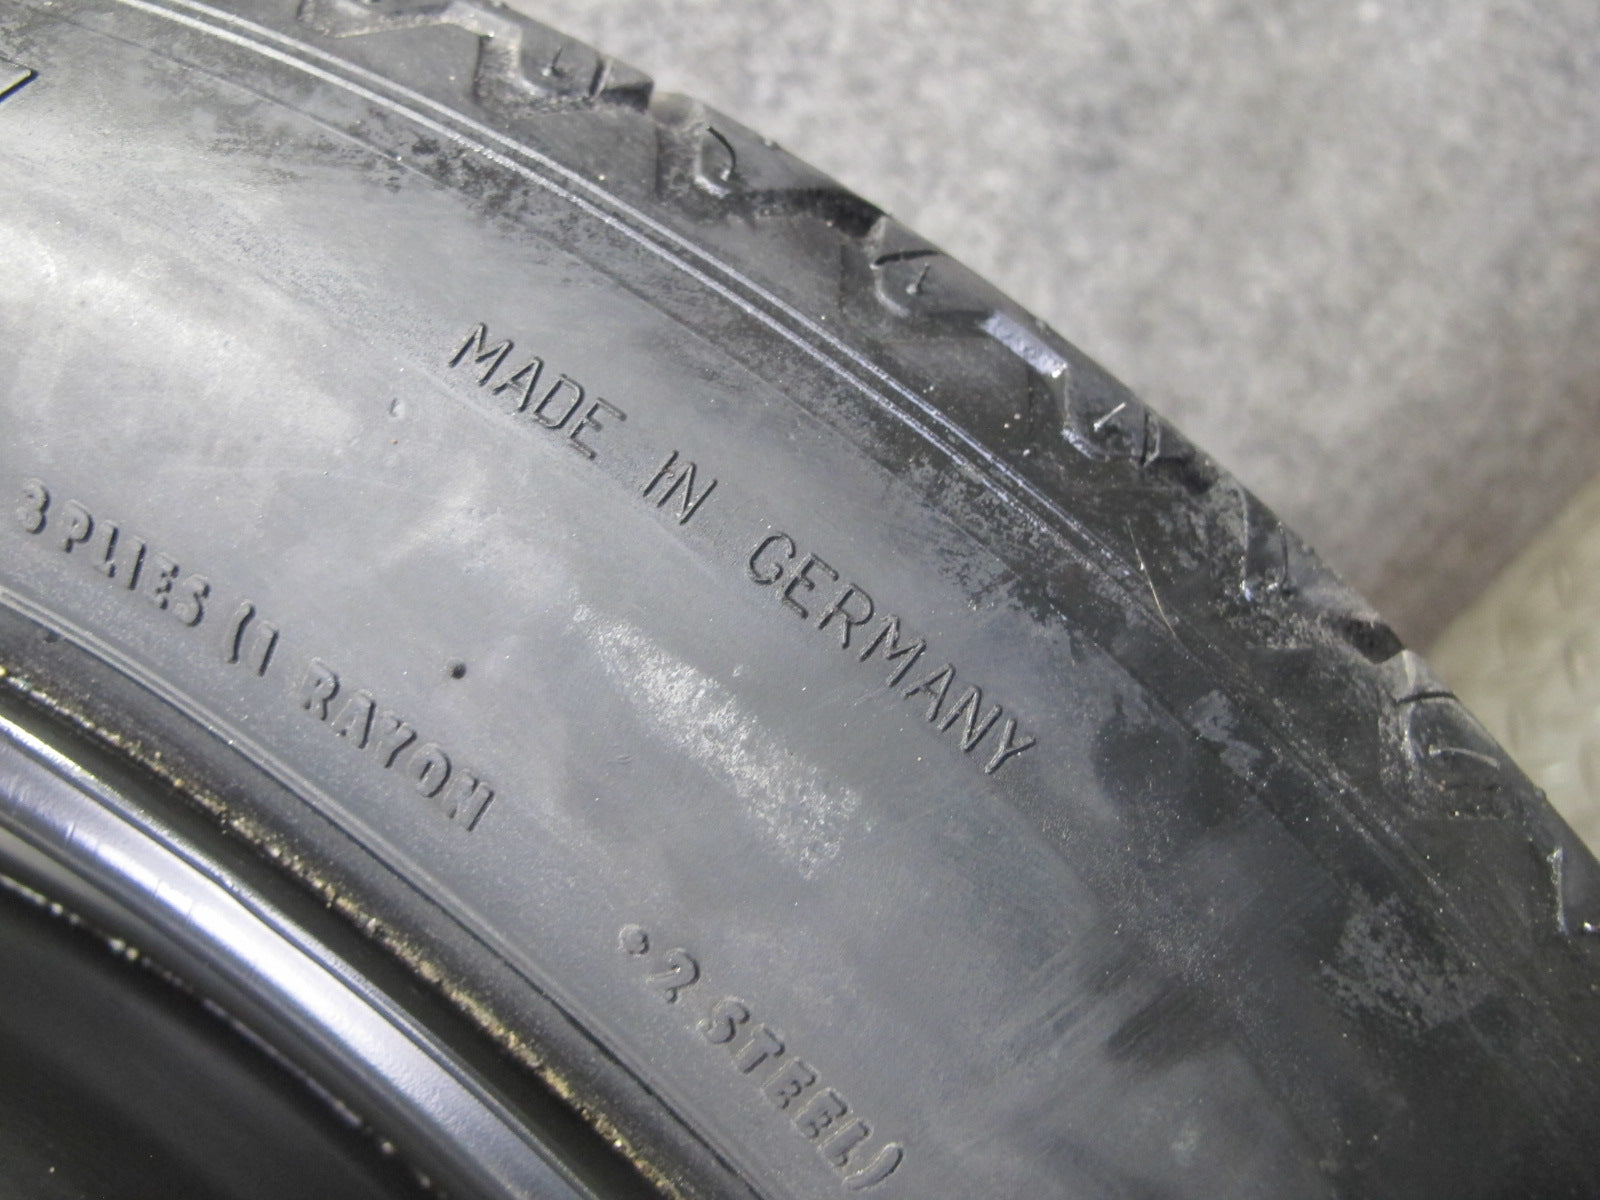 MADE IN GERMANY
3 PLIES (1 RAYON • 2 STEEL)